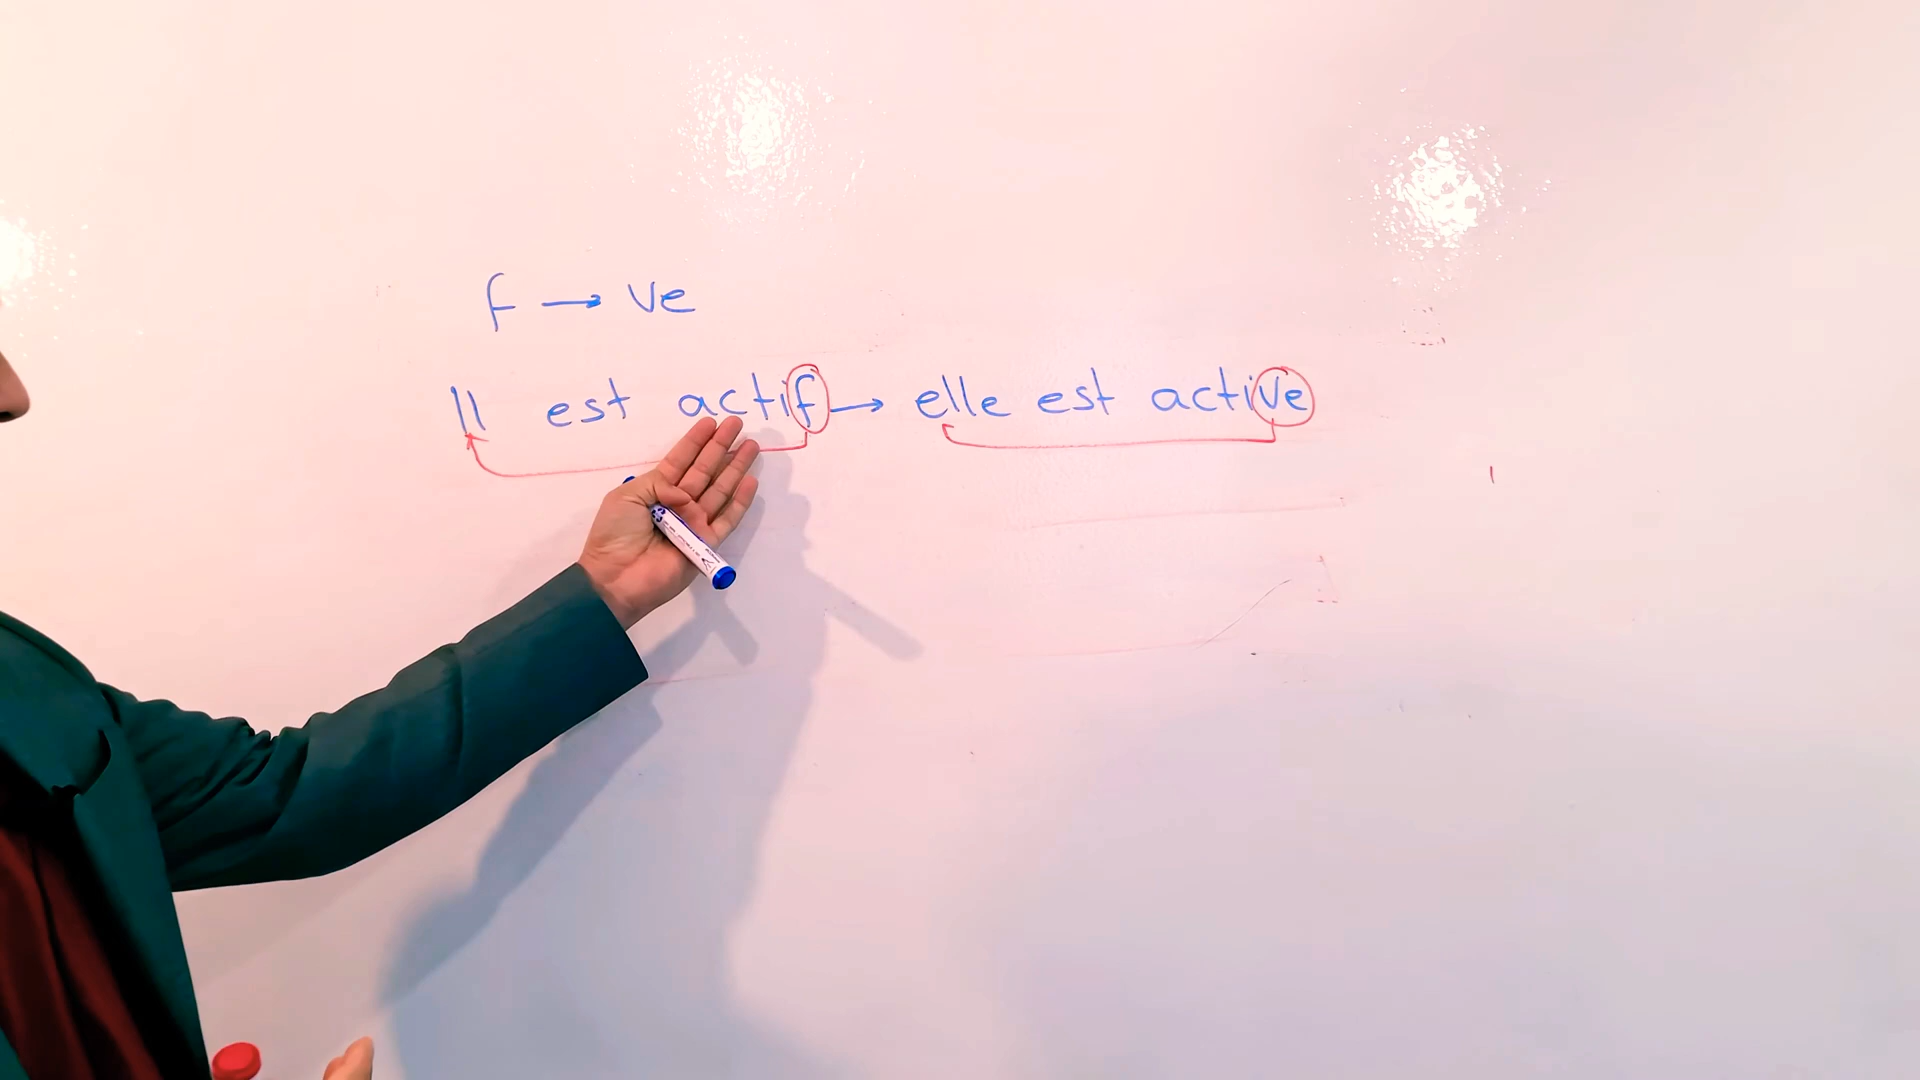 f → ve
Il est actif → elle est active